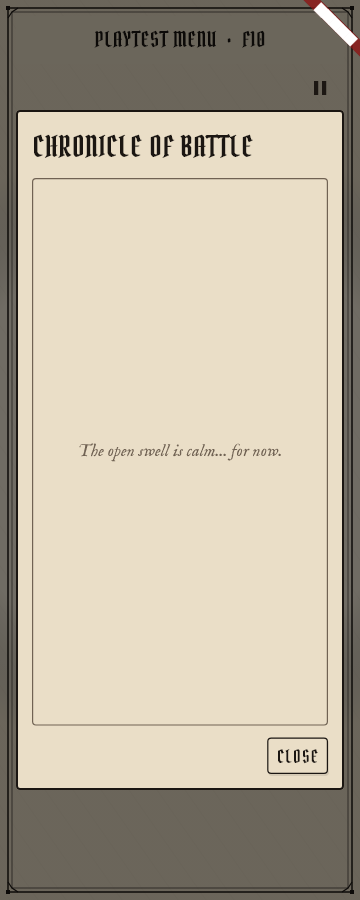 PLAYTEST MENU · F10
CHRONICLE OF BATTLE
The open swell is calm... for now.
CLOSE